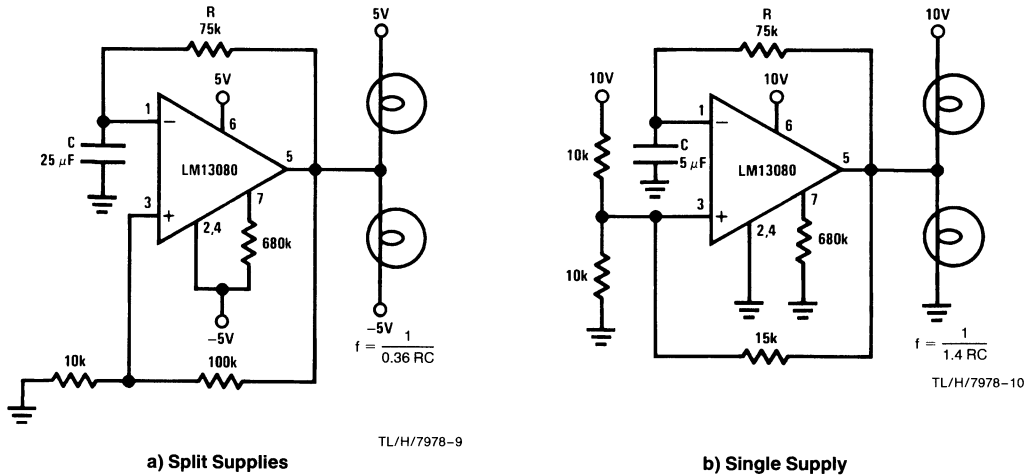 R
75k
5V
5V
1
−
6
C
25 μF
LM13080
5
3
+
2,4
7
680k
−5V
−5V
f = 1 / 0.36 RC
10k
100k
TL/H/7978–9
a) Split Supplies
R
75k
10V
10V
10V
1
−
6
10k
C
5 μF
LM13080
5
3
+
7
2,4
680k
10k
15k
f = 1 / 1.4 RC
TL/H/7978–10
b) Single Supply